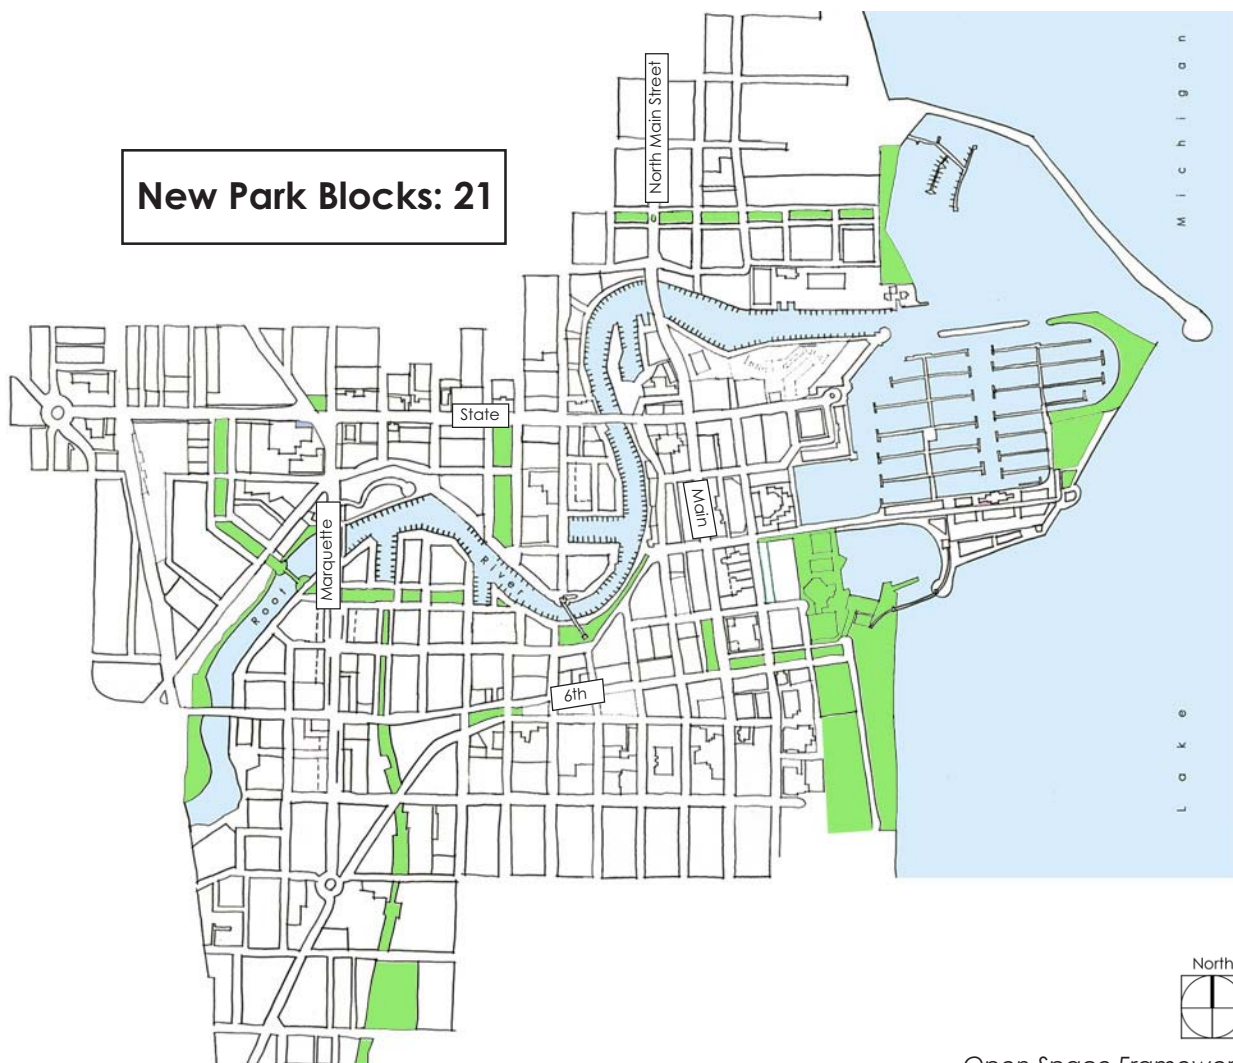 Michigan
North Main Street
New Park Blocks: 21
State
Main
Marquette
River
Root
6th
Lake
North